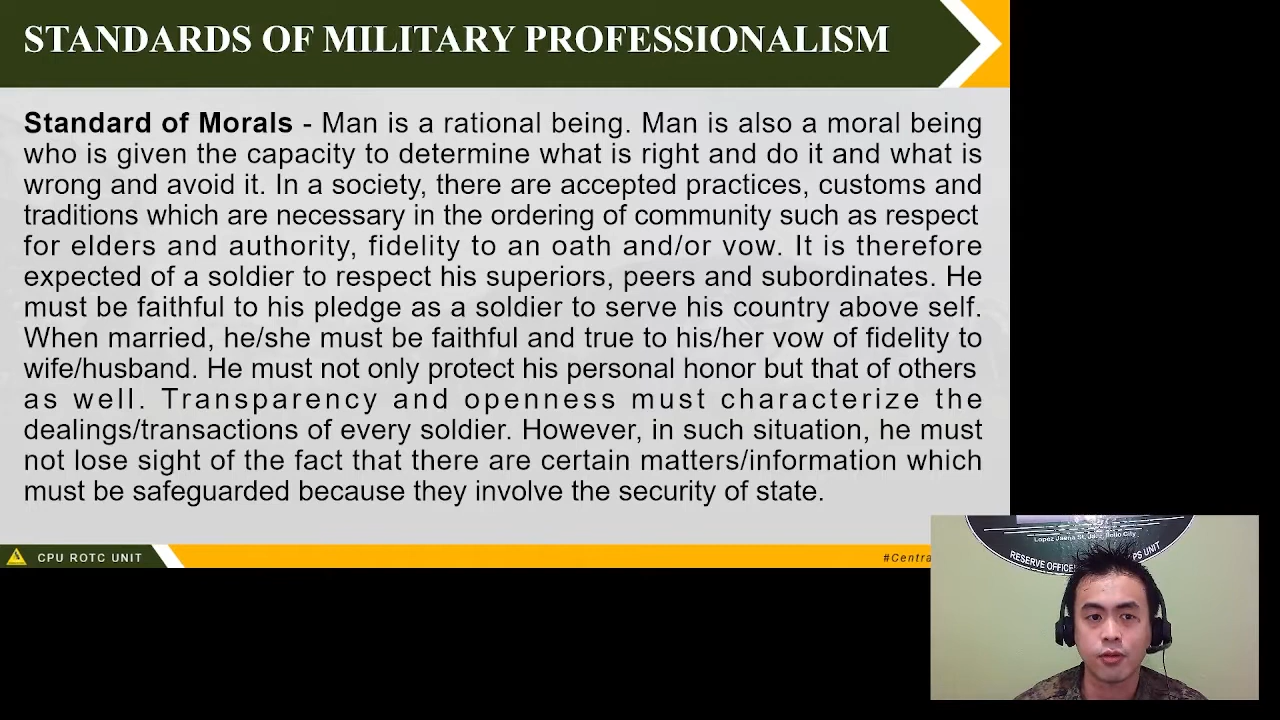 STANDARDS OF MILITARY PROFESSIONALISM
Standard of Morals - Man is a rational being. Man is also a moral being
who is given the capacity to determine what is right and do it and what is
wrong and avoid it. In a society, there are accepted practices, customs and
traditions which are necessary in the ordering of community such as respect
for elders and authority, fidelity to an oath and/or vow. It is therefore
expected of a soldier to respect his superiors, peers and subordinates. He
must be faithful to his pledge as a soldier to serve his country above self.
When married, he/she must be faithful and true to his/her vow of fidelity to
wife/husband. He must not only protect his personal honor but that of others
as well. Transparency and openness must characterize the
dealings/transactions of every soldier. However, in such situation, he must
not lose sight of the fact that there are certain matters/information which
must be safeguarded because they involve the security of state.
CPU ROTC UNIT
#Centra
Lopez Jaena St, Jaro, Iloilo City
RESERVE OFFICE
PS UNIT